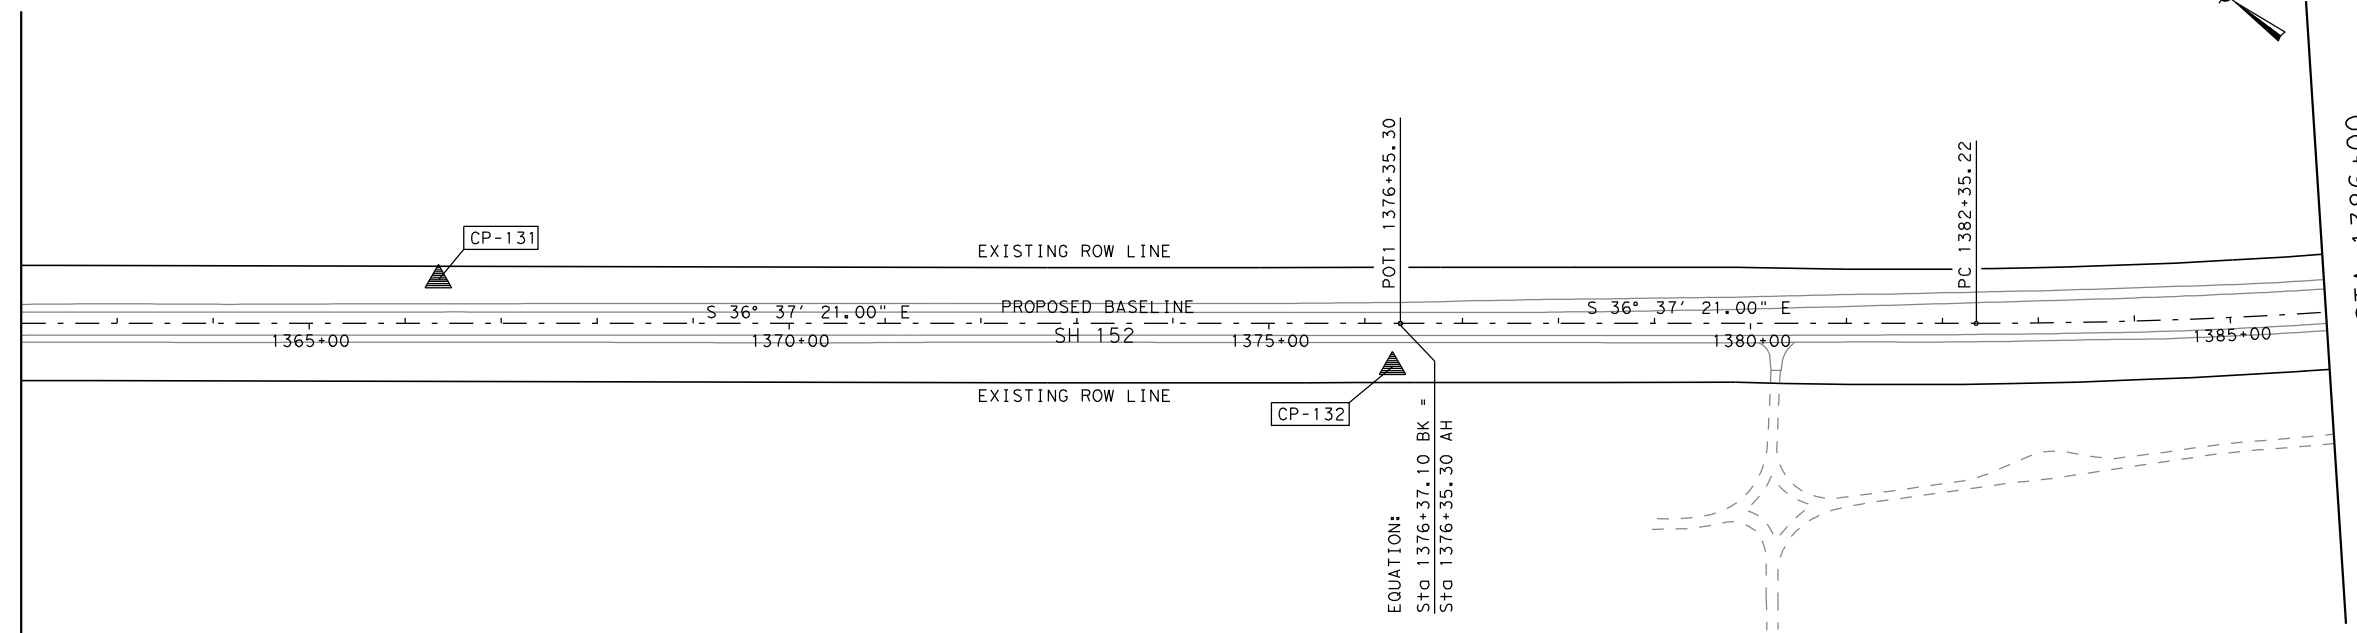 CP-131
EXISTING ROW LINE
POT1 1376+35.30
PC 1382+35.22
S 36° 37' 21.00" E
PROPOSED BASELINE
S 36° 37' 21.00" E
SH 152
1365+00
1370+00
1375+00
1380+00
1385+00
EXISTING ROW LINE
CP-132
EQUATION:
Sta 1376+37.10 BK =
Sta 1376+35.30 AH